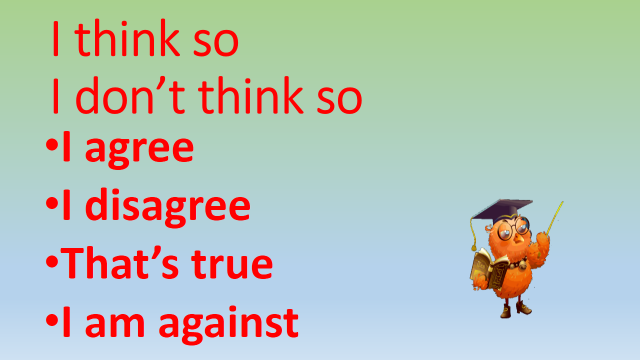 I think so
I don’t think so
•I agree
•I disagree
•That’s true
•I am against